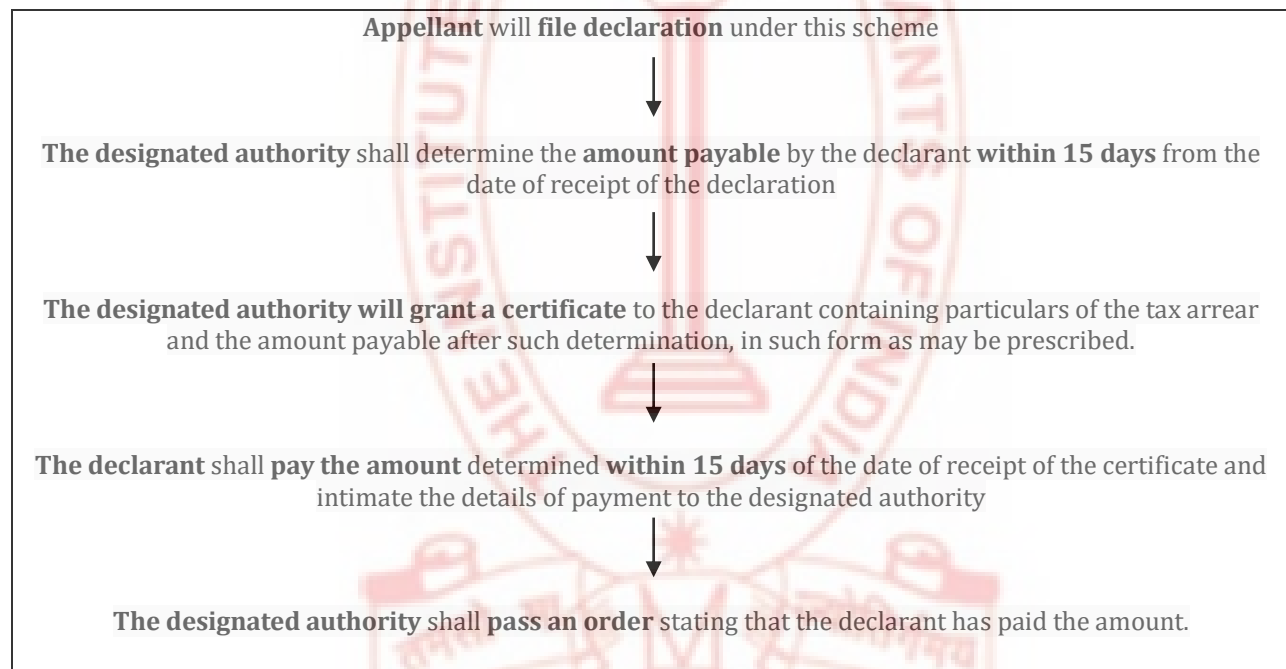 Appellant will file declaration under this scheme
The designated authority shall determine the amount payable by the declarant within 15 days from the
date of receipt of the declaration
The designated authority will grant a certificate to the declarant containing particulars of the tax arrear
and the amount payable after such determination, in such form as may be prescribed.
The declarant shall pay the amount determined within 15 days of the date of receipt of the certificate and
intimate the details of payment to the designated authority
The designated authority shall pass an order stating that the declarant has paid the amount.
THE INSTITUTE
ANTS OF INDIA